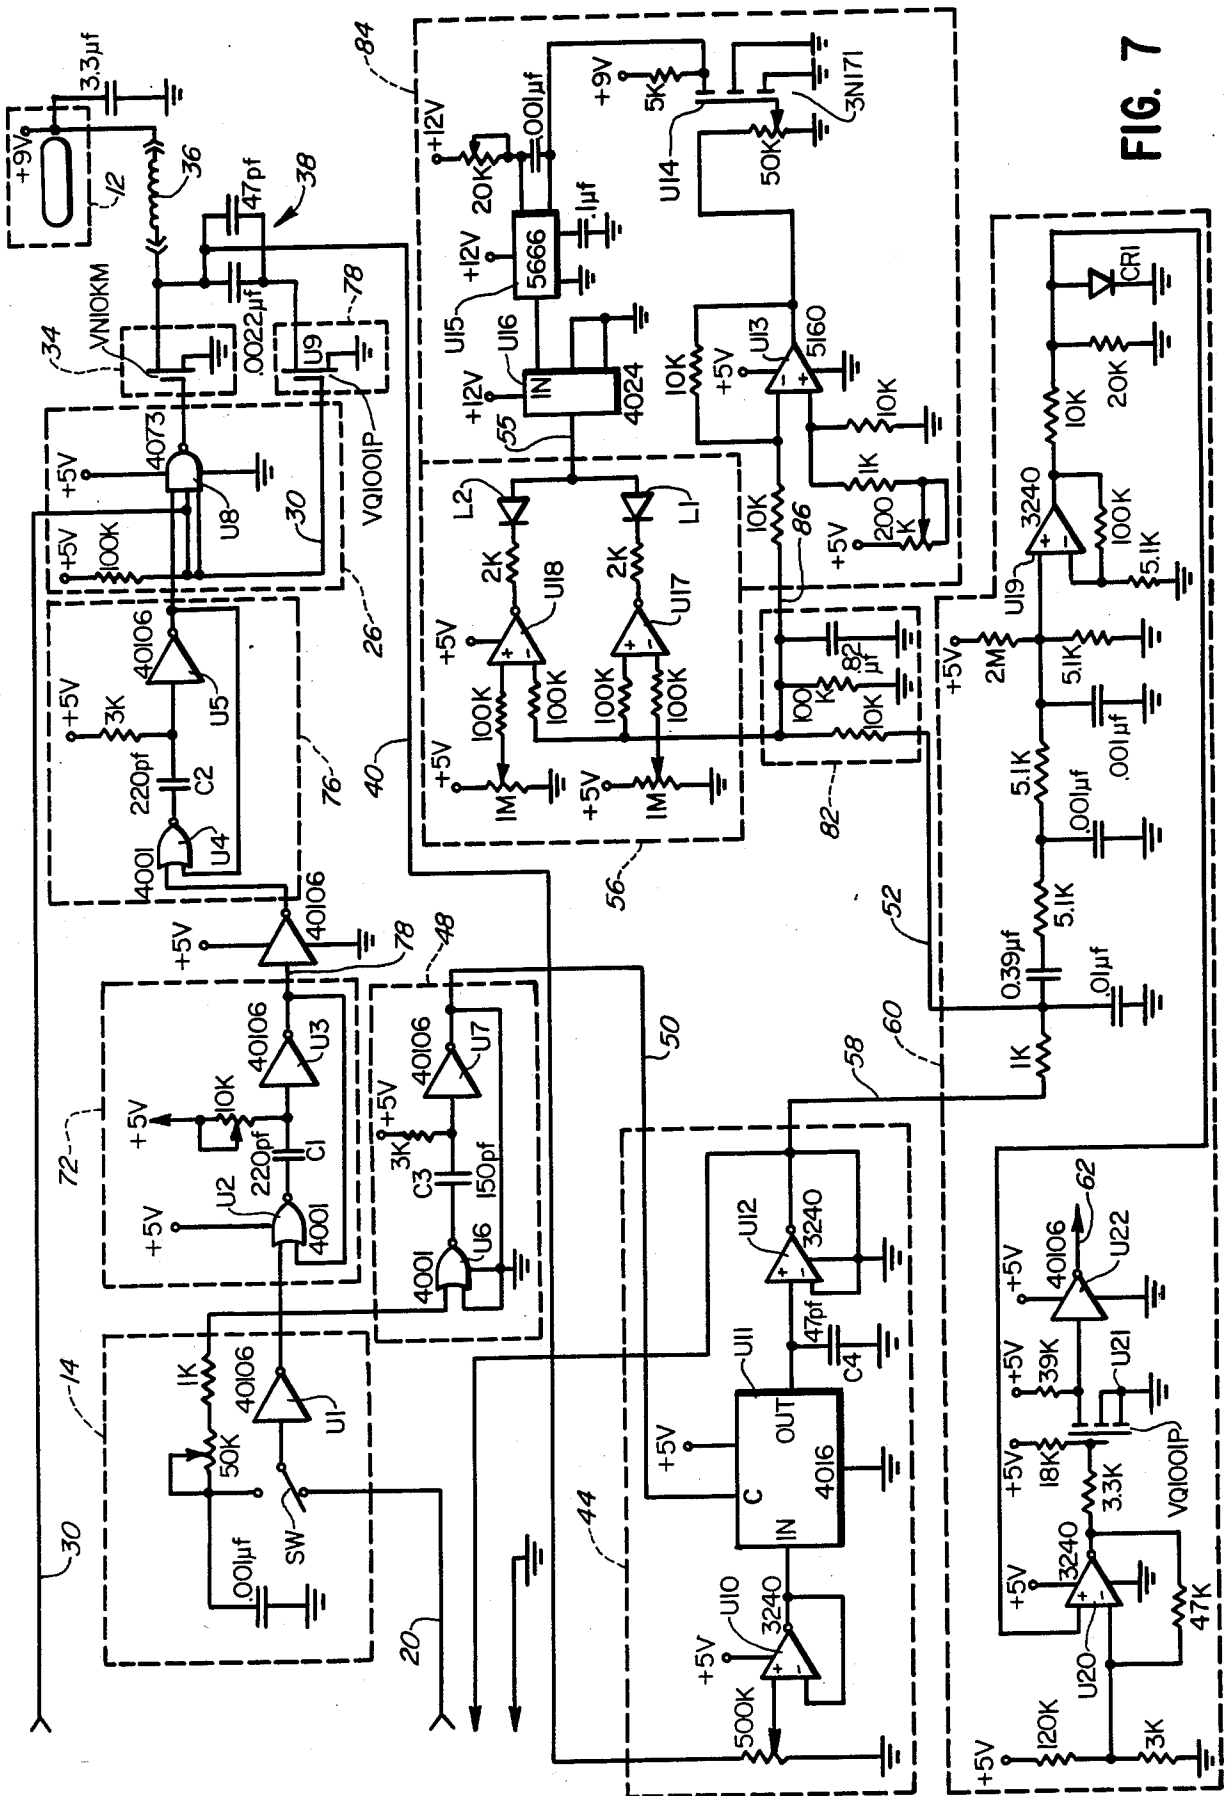 30
+9V
12
3.3µf
36
47pf
38
VN10KM
34
.0022µf
78
U9
VQ1001P
+5V
4073
U8
+5V
100K
30
26
+5V
3K
40106
U5
220pf
C2
4001
U4
76
40106
+5V
78
72
+5V
10K
40106
U3
220pf
C1
+5V
U2
4001
14
1K
50K
40106
U1
SW
.001µf
20
48
+5V
3K
40106
U7
C3
150pf
4001
U6
50
40
84
+12V
20K
.001µf
+12V
5666
U15
.1µf
+9V
5K
U14
3N171
50K
U16
+12V
IN
4024
55
10K
+5V
U13
5160
10K
10K
1K
200
K
+5V
86
L2
2K
U18
+5V
100K
100K
+5V
1M
L1
2K
U17
100K
100K
+5V
1M
56
.82
µf
100
K
10K
82
52
44
+5V
U11
C
IN
OUT
4016
47pf
C4
U12
3240
58
U10
3240
+5V
500K
60
1K
0.39µf
.01µf
5.1K
.001µf
5.1K
.001µf
+5V
2M
5.1K
U19
3240
100K
5.1K
10K
20K
CR1
62
+5V
40106
U22
+5V
39K
U21
+5V
18K
3.3K
VQ1001P
+5V
3240
U20
47K
+5V
120K
3K
FIG. 7